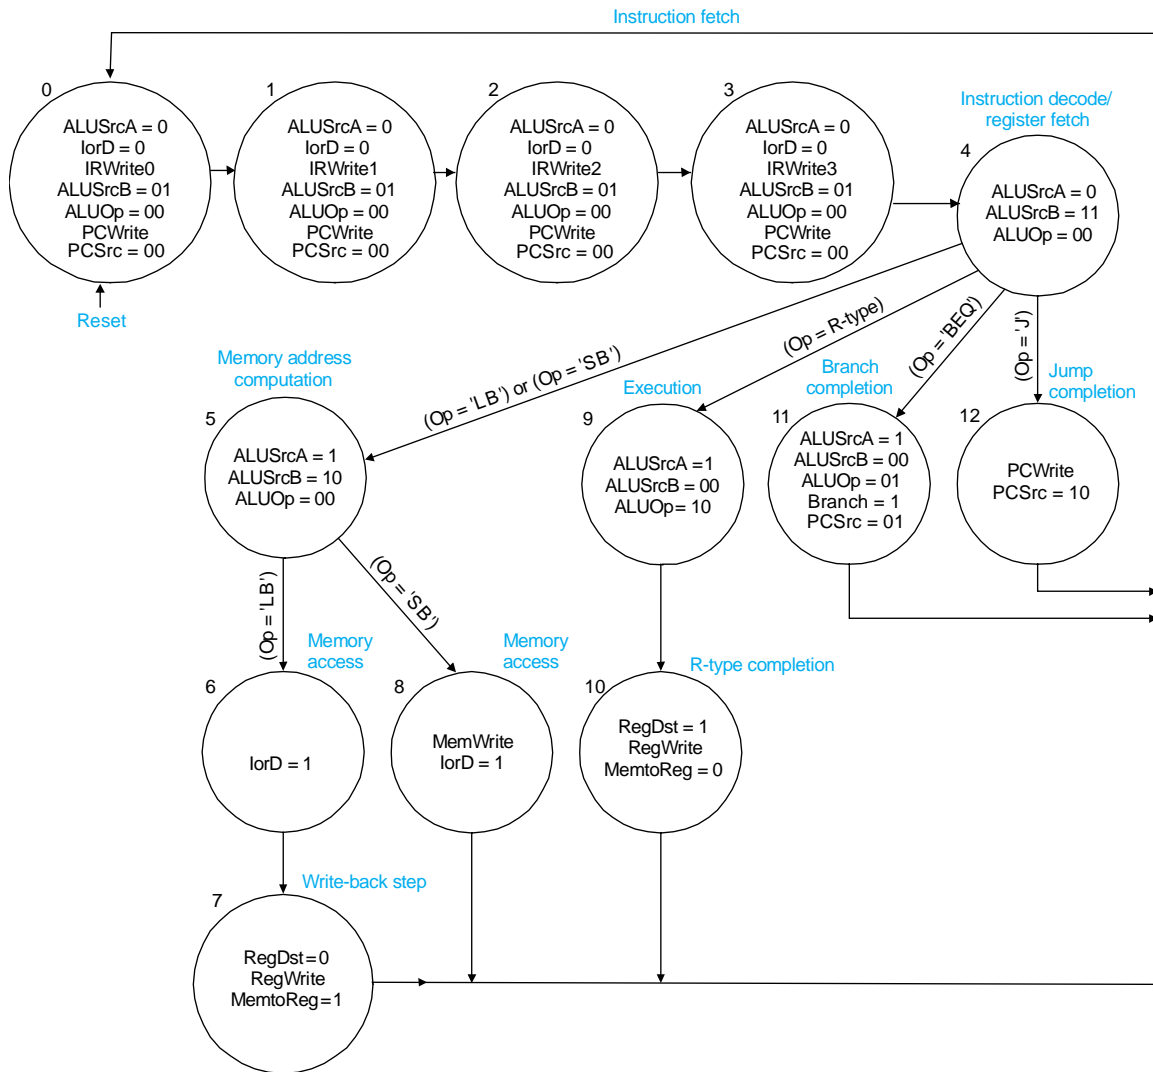 Instruction fetch
0
ALUSrcA = 0
IorD = 0
IRWrite0
ALUSrcB = 01
ALUOp = 00
PCWrite
PCSrc = 00
Reset
1
ALUSrcA = 0
IorD = 0
IRWrite1
ALUSrcB = 01
ALUOp = 00
PCWrite
PCSrc = 00
2
ALUSrcA = 0
IorD = 0
IRWrite2
ALUSrcB = 01
ALUOp = 00
PCWrite
PCSrc = 00
3
ALUSrcA = 0
IorD = 0
IRWrite3
ALUSrcB = 01
ALUOp = 00
PCWrite
PCSrc = 00
Instruction decode/
register fetch
4
ALUSrcA = 0
ALUSrcB = 11
ALUOp = 00
(Op = 'LB') or (Op = 'SB')
(Op = R-type)
(Op = 'BEQ')
(Op = 'J')
Memory address
computation
5
ALUSrcA = 1
ALUSrcB = 10
ALUOp = 00
Execution
9
ALUSrcA = 1
ALUSrcB = 00
ALUOp = 10
Branch
completion
11
ALUSrcA = 1
ALUSrcB = 00
ALUOp = 01
Branch = 1
PCSrc = 01
Jump
completion
12
PCWrite
PCSrc = 10
(Op = 'LB')
(Op = 'SB')
Memory
access
6
IorD = 1
Memory
access
8
MemWrite
IorD = 1
R-type completion
10
RegDst = 1
RegWrite
MemtoReg = 0
Write-back step
7
RegDst = 0
RegWrite
MemtoReg = 1